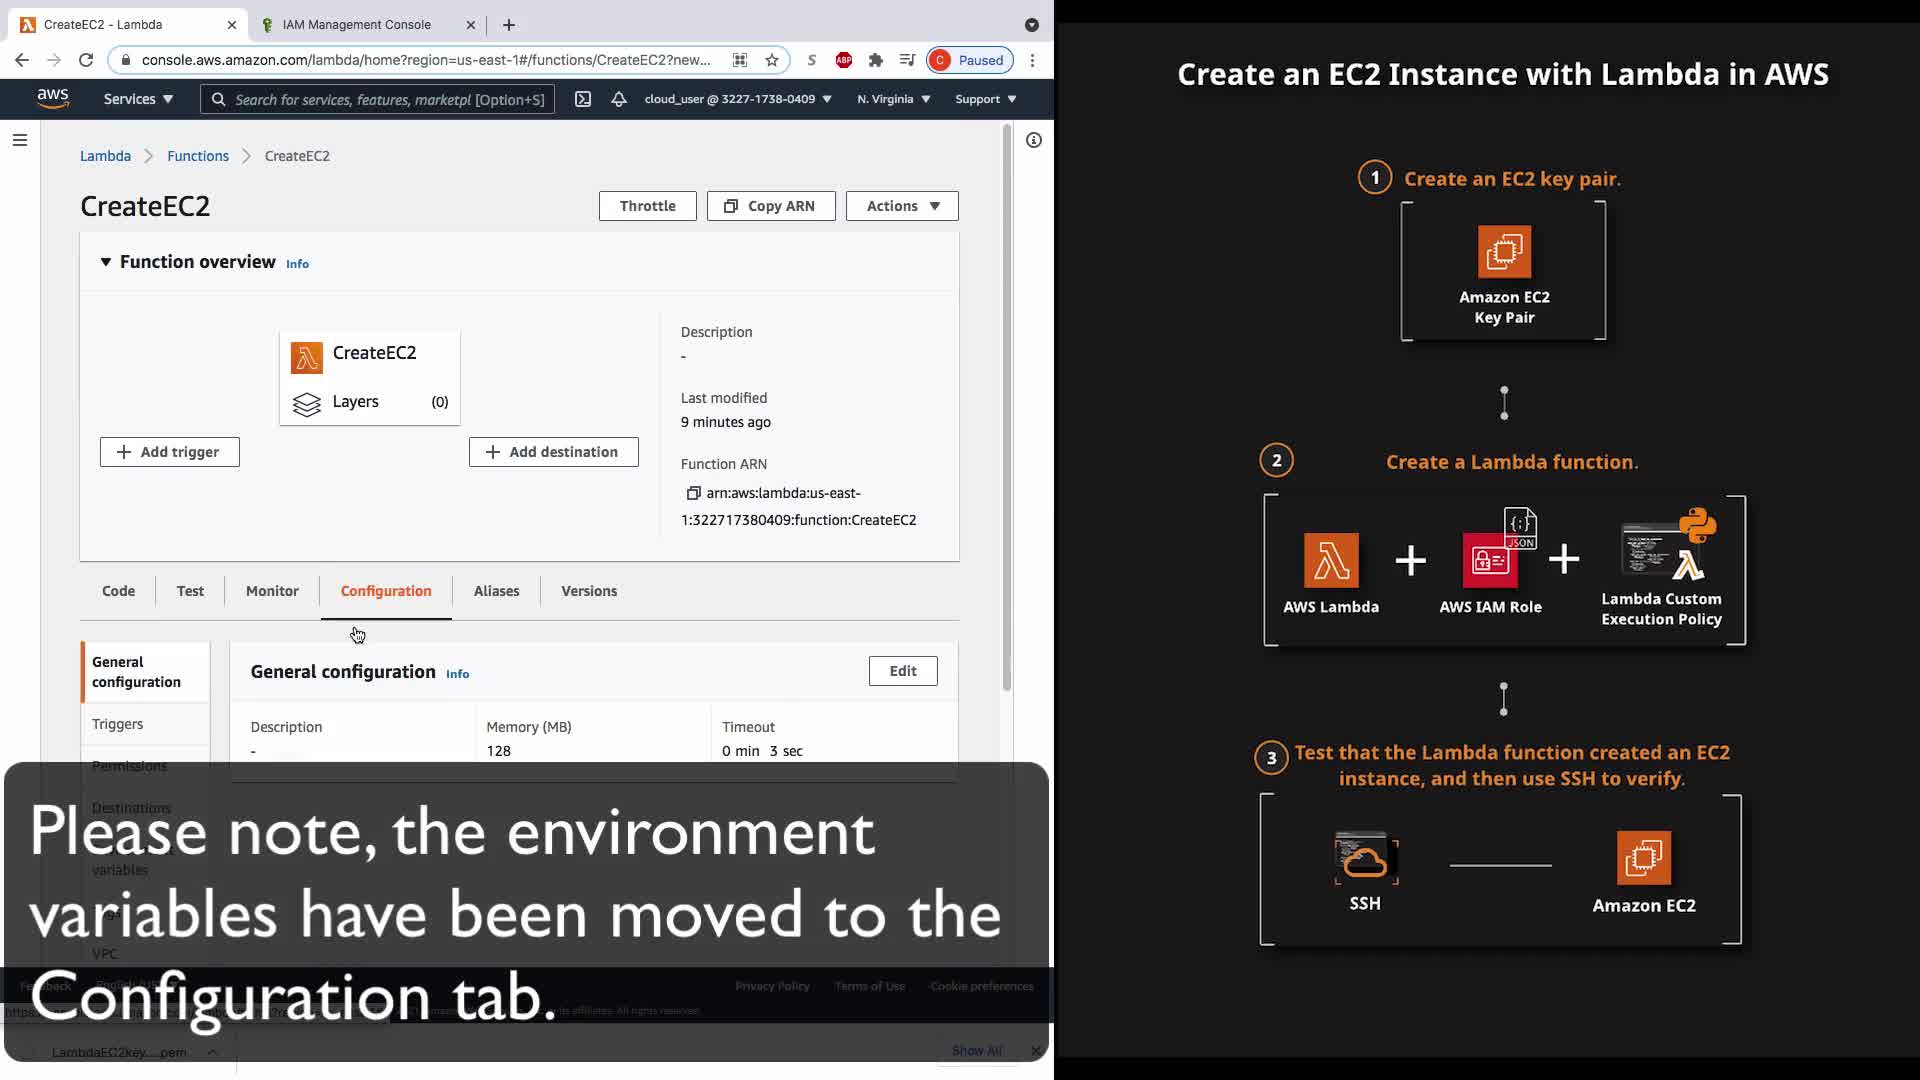 CreateEC2 - Lambda
IAM Management Console
console.aws.amazon.com/lambda/home?region=us-east-1#/functions/CreateEC2?new...
S
ABP
C Paused
aws
Services
Search for services, features, marketpl [Option+S]
cloud_user @ 3227-1738-0409
N. Virginia
Support
Lambda
Functions
CreateEC2
CreateEC2
Throttle
Copy ARN
Actions
Function overview Info
CreateEC2
Layers (0)
Add trigger
Add destination
Description
-
Last modified
9 minutes ago
Function ARN
arn:aws:lambda:us-east-
1:322717380409:function:CreateEC2
Code
Test
Monitor
Configuration
Aliases
Versions
General
configuration
Triggers
Permissions
Destinations
variables
VPC
General configuration Info
Edit
Description
-
Memory (MB)
128
Timeout
0 min 3 sec
Please note, the environment
variables have been moved to the
Configuration tab.
Feedback
English (US)
Privacy Policy
Terms of Use
Cookie preferences
LambdaEC2key....pem
Show All
Create an EC2 Instance with Lambda in AWS
1 Create an EC2 key pair.
Amazon EC2
Key Pair
2 Create a Lambda function.
JSON
AWS Lambda
AWS IAM Role
Lambda Custom
Execution Policy
3 Test that the Lambda function created an EC2
instance, and then use SSH to verify.
SSH
Amazon EC2